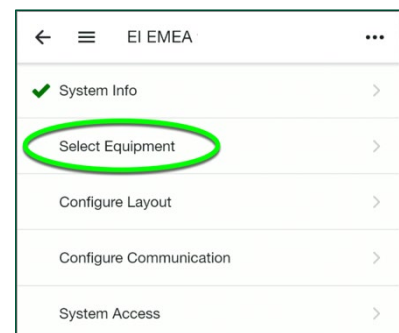 EI EMEA
System Info
Select Equipment
Configure Layout
Configure Communication
System Access